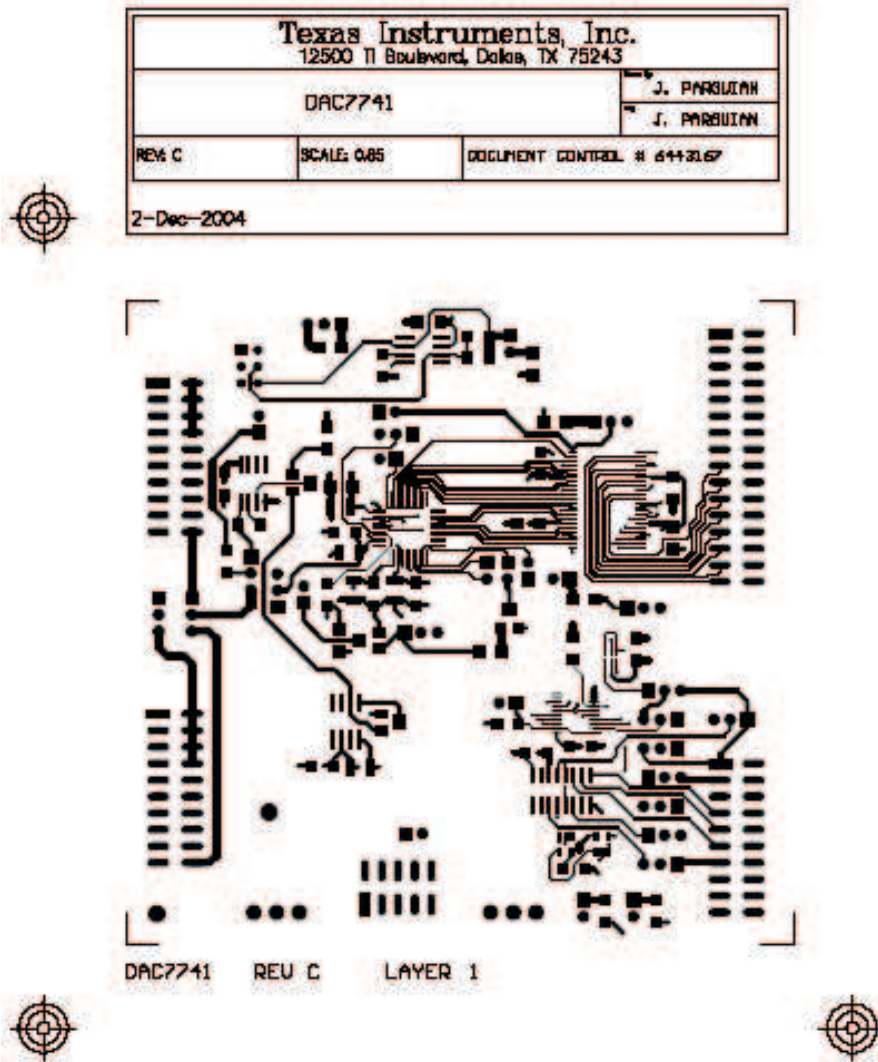 Texas Instruments, Inc.
12500 TI Boulevard, Dallas, TX 75243
DAC7741
J. PARGUIAN
J. PARGUIAN
REV: C
SCALE: 0.85
DOCUMENT CONTROL # 6443167
2-Dec-2004
DAC7741 REV C LAYER 1